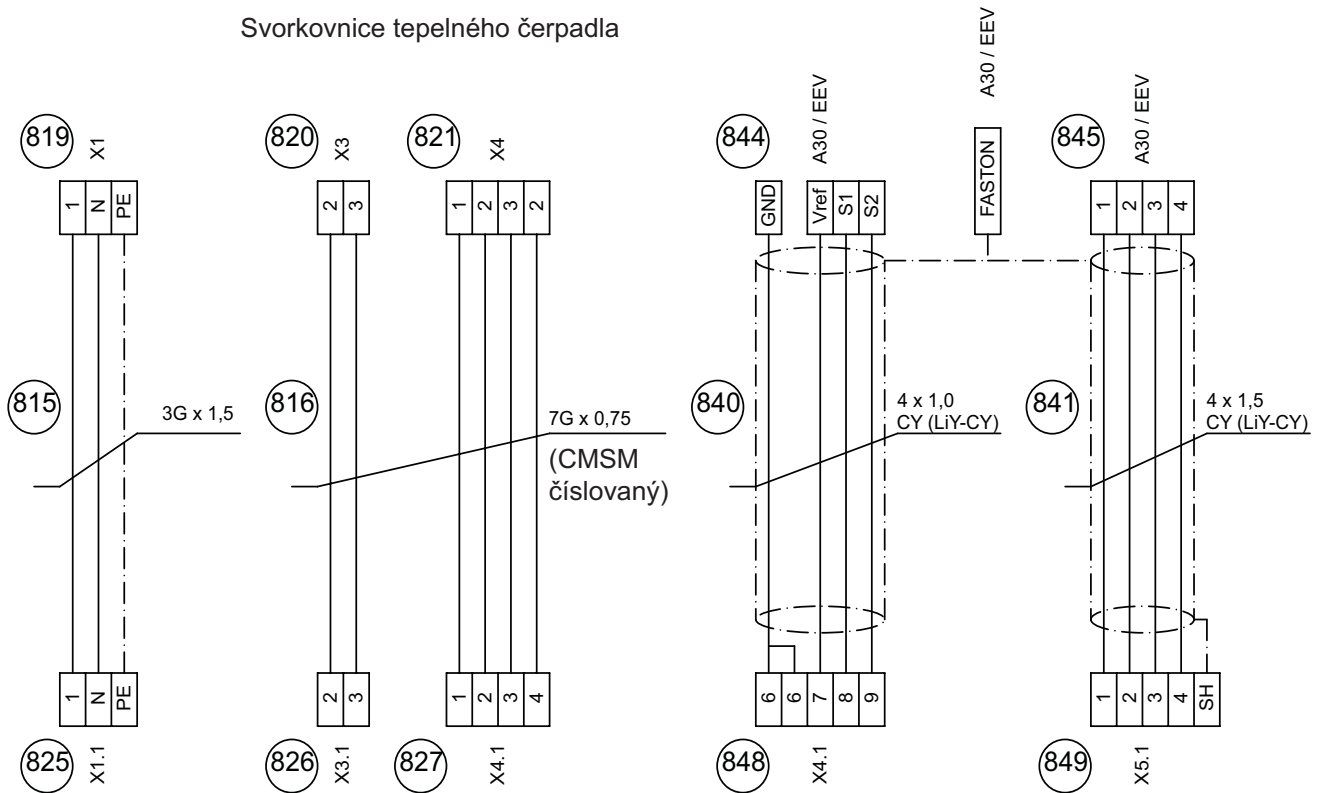 Svorkovnice tepelného čerpadla
819 X1
820 X3
821 X4
844 A30 / EEV
A30 / EEV
845 A30 / EEV
1 N PE
2 3
1 2 3 2
GND Vref S1 S2
FASTON
1 2 3 4
815
3G x 1,5
816
7G x 0,75
(CMSM
číslovaný)
840
4 x 1,0
CY (LiY-CY)
841
4 x 1,5
CY (LiY-CY)
1 N PE
2 3
1 2 3 4
6 6 7 8 9
1 2 3 4 SH
825 X1.1
826 X3.1
827 X4.1
848 X4.1
849 X5.1